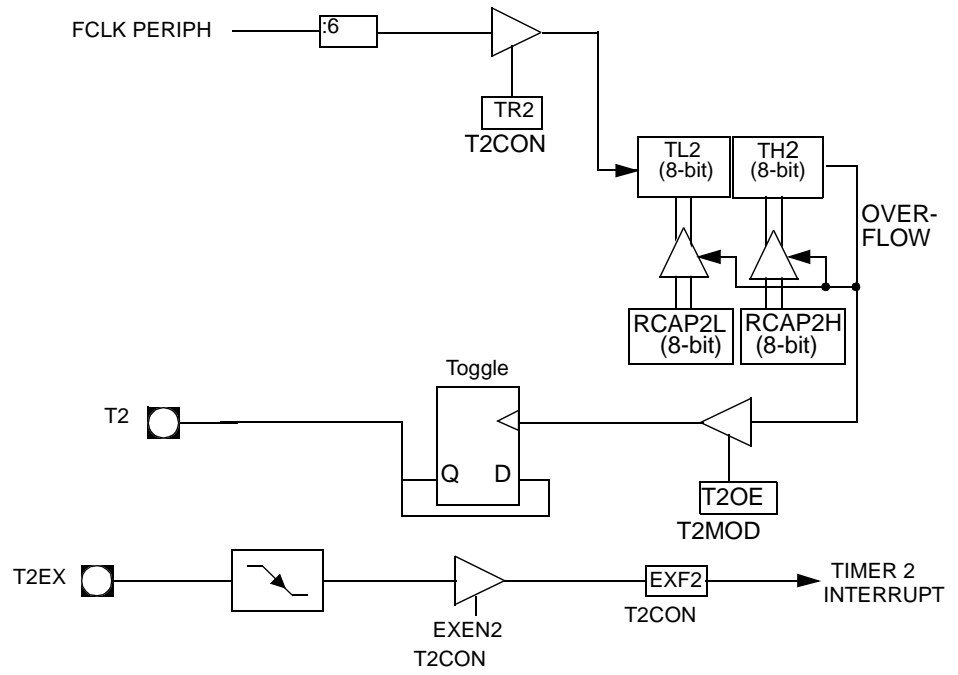 FCLK PERIPH
:6
TR2
T2CON
TL2
(8-bit)
TH2
(8-bit)
OVER-
FLOW
RCAP2L
(8-bit)
RCAP2H
(8-bit)
Toggle
T2
Q
D
T2OE
T2MOD
T2EX
EXEN2
T2CON
EXF2
T2CON
TIMER 2
INTERRUPT